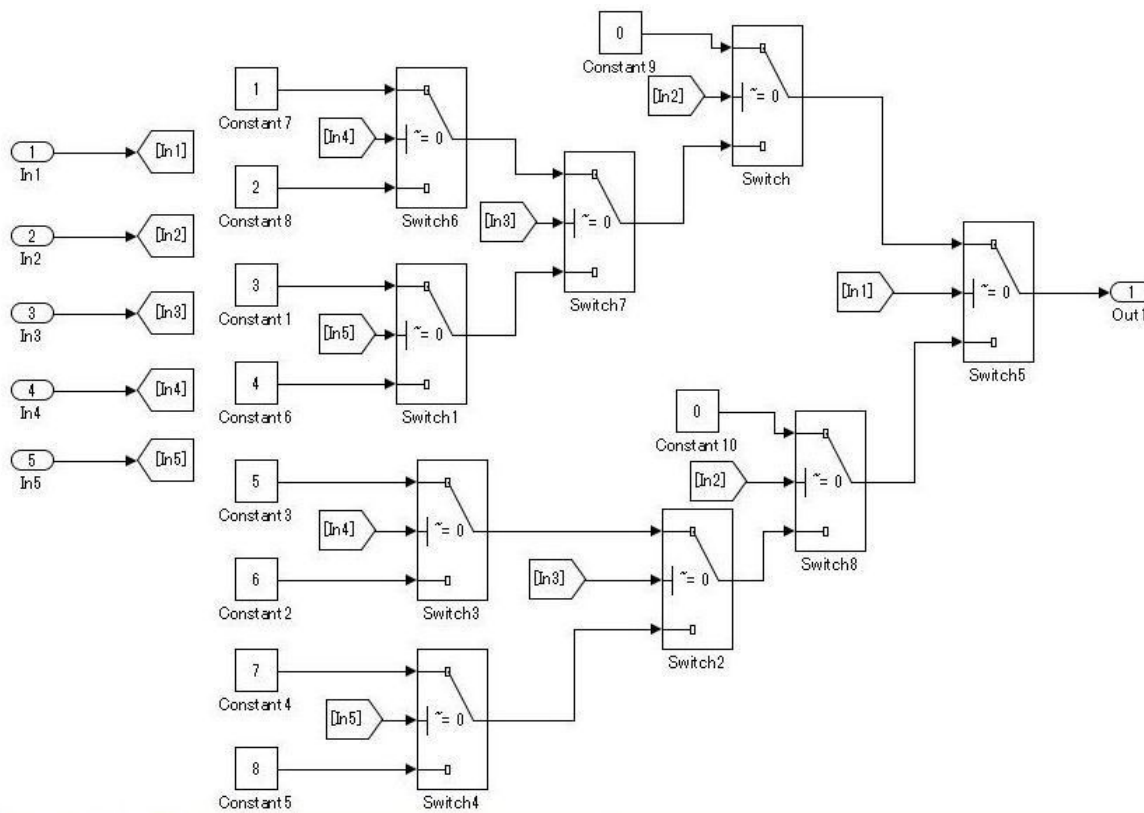 0
Constant 9
[In2]
~= 0
Switch
1
Constant 7
[In4]
~= 0
2
Constant 8
Switch6
[In3]
~= 0
Switch7
1
In1
[In1]
2
In2
[In2]
3
In3
[In3]
4
In4
[In4]
5
In5
[In5]
3
Constant 1
[In5]
~= 0
4
Constant 6
Switch1
[In1]
~= 0
Switch5
1
Out1
0
Constant 10
[In2]
~= 0
Switch8
5
Constant 3
[In4]
~= 0
6
Constant 2
Switch3
[In3]
~= 0
Switch2
7
Constant 4
[In5]
~= 0
8
Constant 5
Switch4